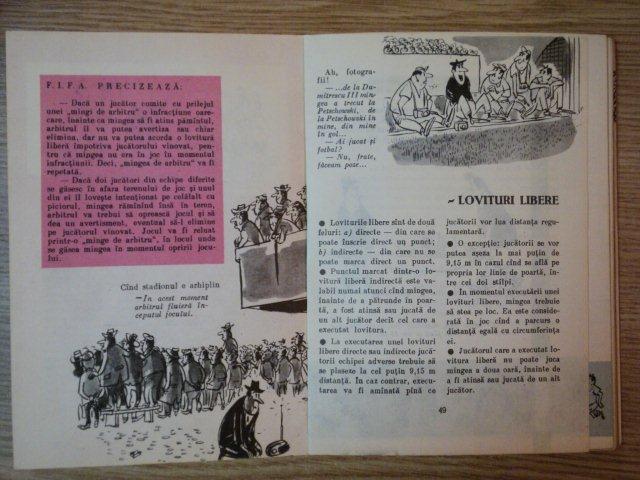 F.I.F.A. PRECIZEAZĂ:
— Dacă un jucător comite cu prilejul
unei „mingi de arbitru" o infracțiune oare-
care, înainte ca mingea să fi atins pămîntul,
arbitrul îl va putea avertiza sau chiar
elimina, dar nu va putea acorda o lovitură
liberă împotriva jucătorului vinovat, pen-
tru că mingea nu era în joc în momentul
infracțiunii. Deci, „mingea de arbitru" va fi
repetată.
— Dacă doi jucători din echipe diferite
se găsesc în afara terenului de joc și unul
din ei îl lovește intenționat pe celălalt cu
piciorul, mingea rămînînd însă în teren,
arbitrul va trebui să oprească jocul și să
dea un avertisment, eventual să-l elimine
pe jucătorul vinovat. Jocul va fi reluat
printr-o „minge de arbitru", în locul unde
se găsea mingea în momentul opririi jocu-
lui.
Cînd stadionul e arhiplin
— In acest moment
arbitrul fluieră în-
ceputul jocului.
Ah, fotogra-
fii!
— ...de la Du-
mitrescu III min-
gea a trecut la
Petschowski, de
la Petschowski în
mine, din mine
în gol...
— Ai jucat și
fotbal?
— Nu, frate,
făceam poze...
~ LOVITURI LIBERE
● Loviturile libere sînt de două
feluri: a) directe — din care se
poate înscrie direct un punct;
b) indirecte — din care nu se
poate marca direct un punct.
● Punctul marcat dintr-o lo-
vitură liberă indirectă este va-
labil numai atunci cînd mingea,
înainte de a pătrunde în poar-
tă, a fost atinsă sau jucată de
un alt jucător decît cel care a
executat lovitura.
● La executarea unei lovituri
libere directe sau indirecte jucă-
torii echipei adverse trebuie să
se plaseze la cel puțin 9,15 m
distanță. În caz contrar, execu-
tarea va fi amînată pînă ce
jucătorii vor lua distanța regu-
lamentară.
● O excepție: jucătorii se vor
putea așeza la mai puțin de
9,15 m în cazul cînd se află pe
propria lor linie de poartă, în-
tre cei doi stîlpi.
● În momentul executării unei
lovituri libere, mingea trebuie
să stea pe loc. Ea este conside-
rată în joc cînd a parcurs o
distanță egală cu circumferința
ei.
● Jucătorul care a executat lo-
vitura liberă nu poate juca
mingea a doua oară, înainte de
a fi atinsă sau jucată de un alt
jucător.
49